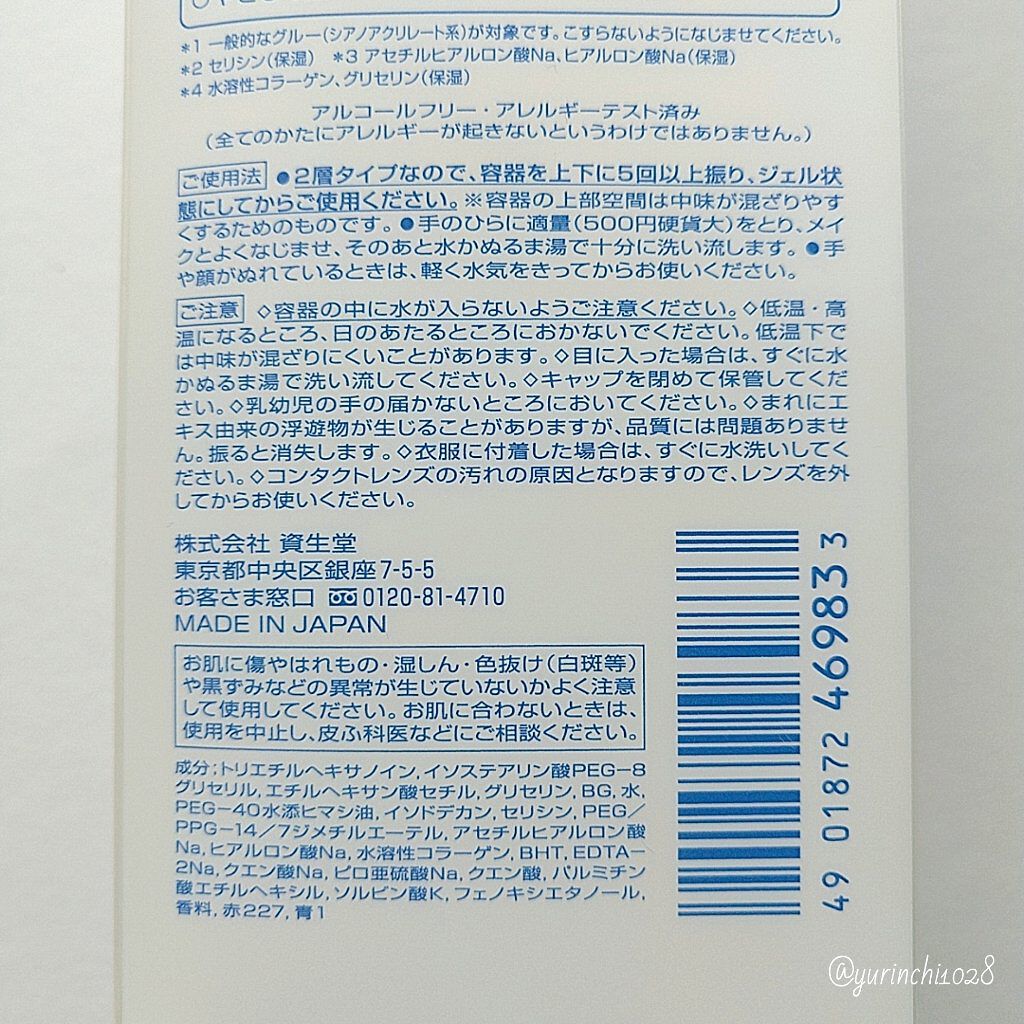 *1 一般的なグルー(シアノアクリレート系)が対象です。こすらないようになじませてください。
*2 セリシン(保湿) *3 アセチルヒアルロン酸Na、ヒアルロン酸Na(保湿)
*4 水溶性コラーゲン、グリセリン(保湿)
アルコールフリー・アレルギーテスト済み
(全てのかたにアレルギーが起きないというわけではありません。)
ご使用法 ●2層タイプなので、容器を上下に5回以上振り、ジェル状
態にしてからご使用ください。※容器の上部空間は中味が混ざりやす
くするためのものです。●手のひらに適量(500円硬貨大)をとり、メイ
クとよくなじませ、そのあと水かぬるま湯で十分に洗い流します。●手
や顔がぬれているときは、軽く水気をきってからお使いください。
ご注意 ◇容器の中に水が入らないようご注意ください。◇低温・高
温になるところ、日のあたるところにおかないでください。低温下で
は中味が混ざりにくいことがあります。◇目に入った場合は、すぐに水
かぬるま湯で洗い流してください。◇キャップを閉めて保管してくだ
さい。◇乳幼児の手の届かないところにおいてください。◇まれにエ
キス由来の浮遊物が生じることがありますが、品質には問題ありませ
ん。振ると消失します。◇衣服に付着した場合は、すぐに水洗いしてく
ださい。◇コンタクトレンズの汚れの原因となりますので、レンズを外
してからお使いください。
株式会社 資生堂
東京都中央区銀座7-5-5
お客さま窓口 0120-81-4710
MADE IN JAPAN
お肌に傷やはれもの・湿しん・色抜け(白斑等)
や黒ずみなどの異常が生じていないかよく注意
して使用してください。お肌に合わないときは、
使用を中止し、皮ふ科医などにご相談ください。
成分;トリエチルヘキサノイン,イソステアリン酸PEG-8
グリセリル,エチルヘキサン酸セチル,グリセリン,BG,水,
PEG-40水添ヒマシ油,イソドデカン,セリシン,PEG/
PPG-14/7ジメチルエーテル,アセチルヒアルロン酸
Na,ヒアルロン酸Na,水溶性コラーゲン,BHT,EDTA-
2Na,クエン酸Na,ピロ亜硫酸Na,クエン酸,パルミチン
酸エチルヘキシル,ソルビン酸K,フェノキシエタノール,
香料,赤227,青1
49 01872 46983 3
@yurinchi1028